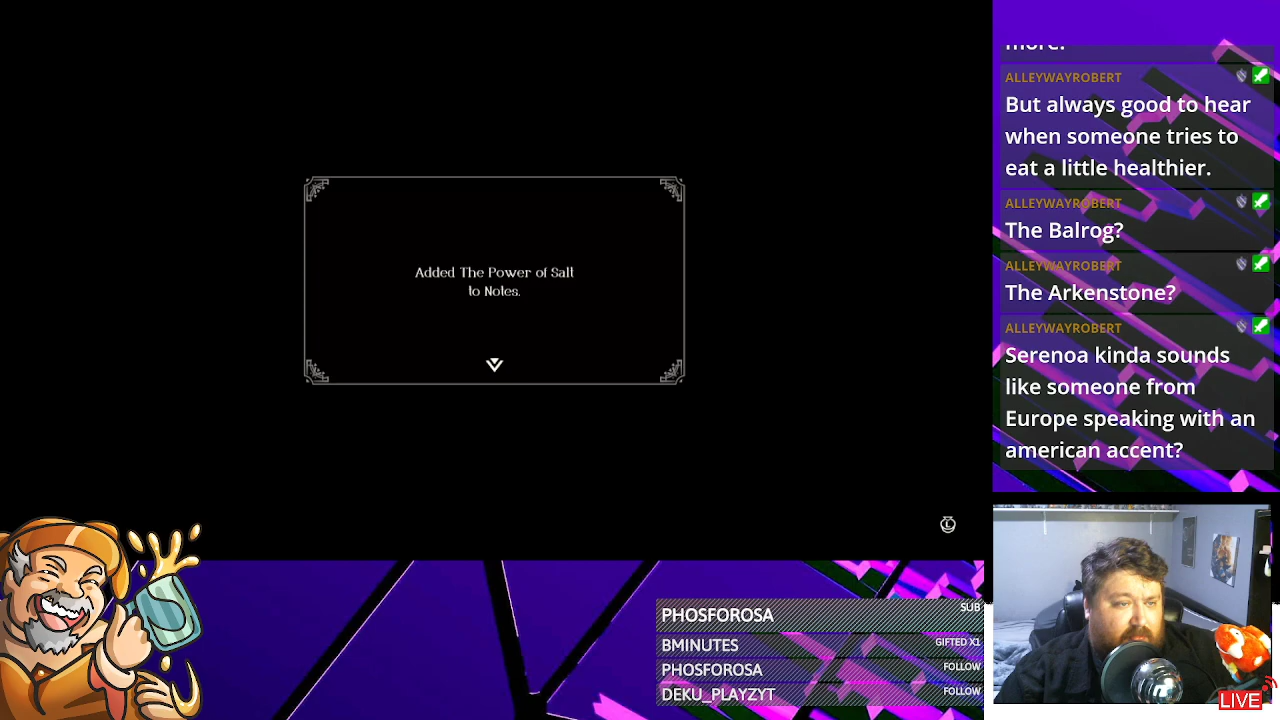 Added The Power of Salt
to Notes.
L
more?
ALLEYWAYROBERT
But always good to hear
when someone tries to
eat a little healthier.
ALLEYWAYROBERT
The Balrog?
ALLEYWAYROBERT
The Arkenstone?
ALLEYWAYROBERT
Serenoa kinda sounds
like someone from
Europe speaking with an
american accent?
PHOSFOROSA SUB
BMINUTES GIFTED X1
PHOSFOROSA FOLLOW
DEKU_PLAYZYT FOLLOW
LIVE